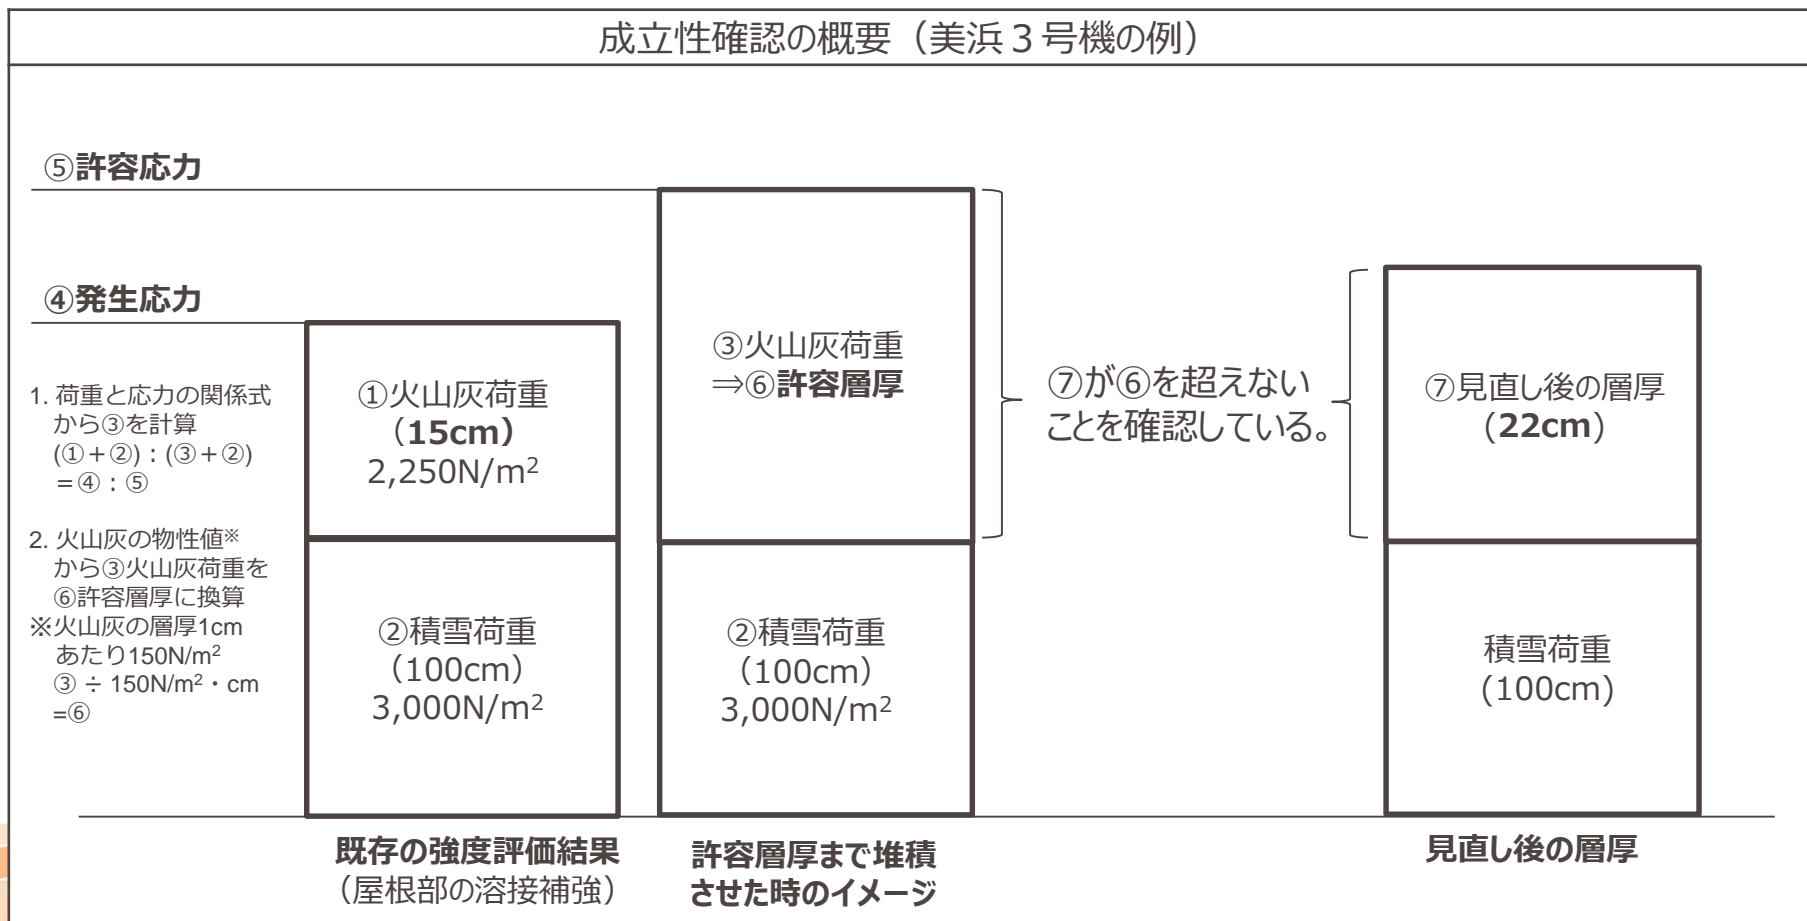 成立性確認の概要（美浜３号機の例）
⑤許容応力
④発生応力
1. 荷重と応力の関係式
から③を計算
(①＋②)：(③＋②)
＝④：⑤
2. 火山灰の物性値※
から③火山灰荷重を
⑥許容層厚に換算
※火山灰の層厚1cm
あたり150N/m²
③ ÷ 150N/m²・cm
=⑥
①火山灰荷重
（15cm）
2,250N/m²
②積雪荷重
（100cm）
3,000N/m²
既存の強度評価結果
（屋根部の溶接補強）
③火山灰荷重
⇒⑥許容層厚
②積雪荷重
（100cm）
3,000N/m²
許容層厚まで堆積
させた時のイメージ
⑦が⑥を超えない
ことを確認している。
⑦見直し後の層厚
(22cm)
積雪荷重
(100cm)
見直し後の層厚